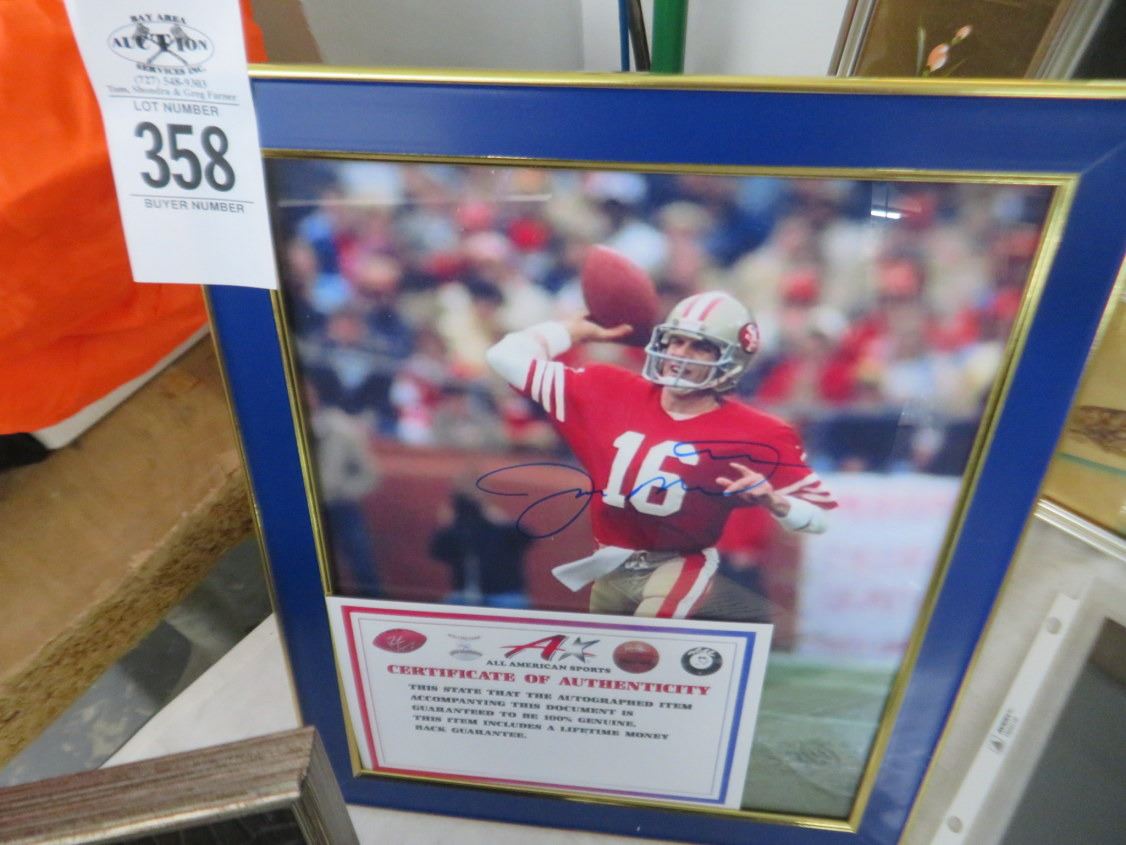 BAY AREA
AUCTION
SERVICES INC.
(727) 548-9303
Tom, Shondra & Greg Farner
LOT NUMBER
358
BUYER NUMBER
16
ALL AMERICAN SPORTS
CERTIFICATE OF AUTHENTICITY
THIS STATE THAT THE AUTOGRAPHED ITEM
ACCOMPANYING THIS DOCUMENT IS
GUARANTEED TO BE 100% GENUINE.
THIS ITEM INCLUDES A LIFETIME MONEY
BACK GUARANTEE.